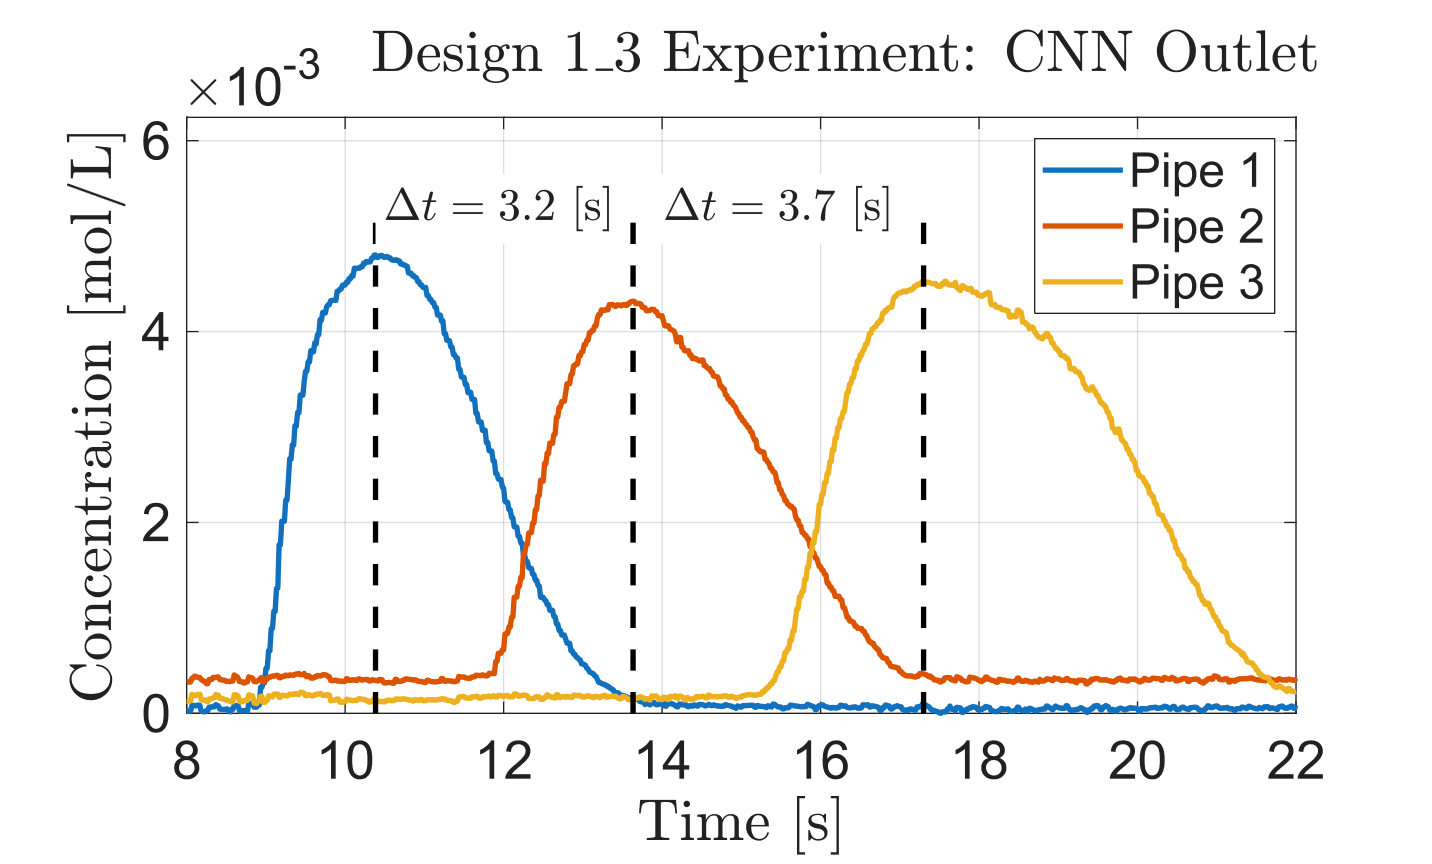 Design 1_3 Experiment: CNN Outlet
×10⁻³
Concentration [mol/L]
6
4
2
0
Δt = 3.2 [s]
Δt = 3.7 [s]
Pipe 1
Pipe 2
Pipe 3
8 10 12 14 16 18 20 22
Time [s]